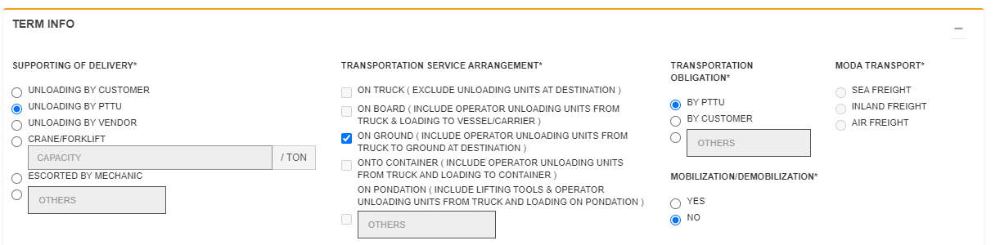 TERM INFO
SUPPORTING OF DELIVERY*
UNLOADING BY CUSTOMER
UNLOADING BY PTTU
UNLOADING BY VENDOR
CRANE/FORKLIFT
CAPACITY / TON
ESCORTED BY MECHANIC
OTHERS
TRANSPORTATION SERVICE ARRANGEMENT*
ON TRUCK ( EXCLUDE UNLOADING UNITS AT DESTINATION )
ON BOARD ( INCLUDE OPERATOR UNLOADING UNITS FROM
TRUCK & LOADING TO VESSEL/CARRIER )
ON GROUND ( INCLUDE OPERATOR UNLOADING UNITS FROM
TRUCK TO GROUND AT DESTINATION )
ONTO CONTAINER ( INCLUDE OPERATOR UNLOADING UNITS
FROM TRUCK AND LOADING TO CONTAINER )
ON PONDATION ( INCLUDE LIFTING TOOLS & OPERATOR
UNLOADING UNITS FROM TRUCK AND LOADING ON PONDATION )
OTHERS
TRANSPORTATION
OBLIGATION*
BY PTTU
BY CUSTOMER
OTHERS
MOBILIZATION/DEMOBILIZATION*
YES
NO
MODA TRANSPORT*
SEA FREIGHT
INLAND FREIGHT
AIR FREIGHT